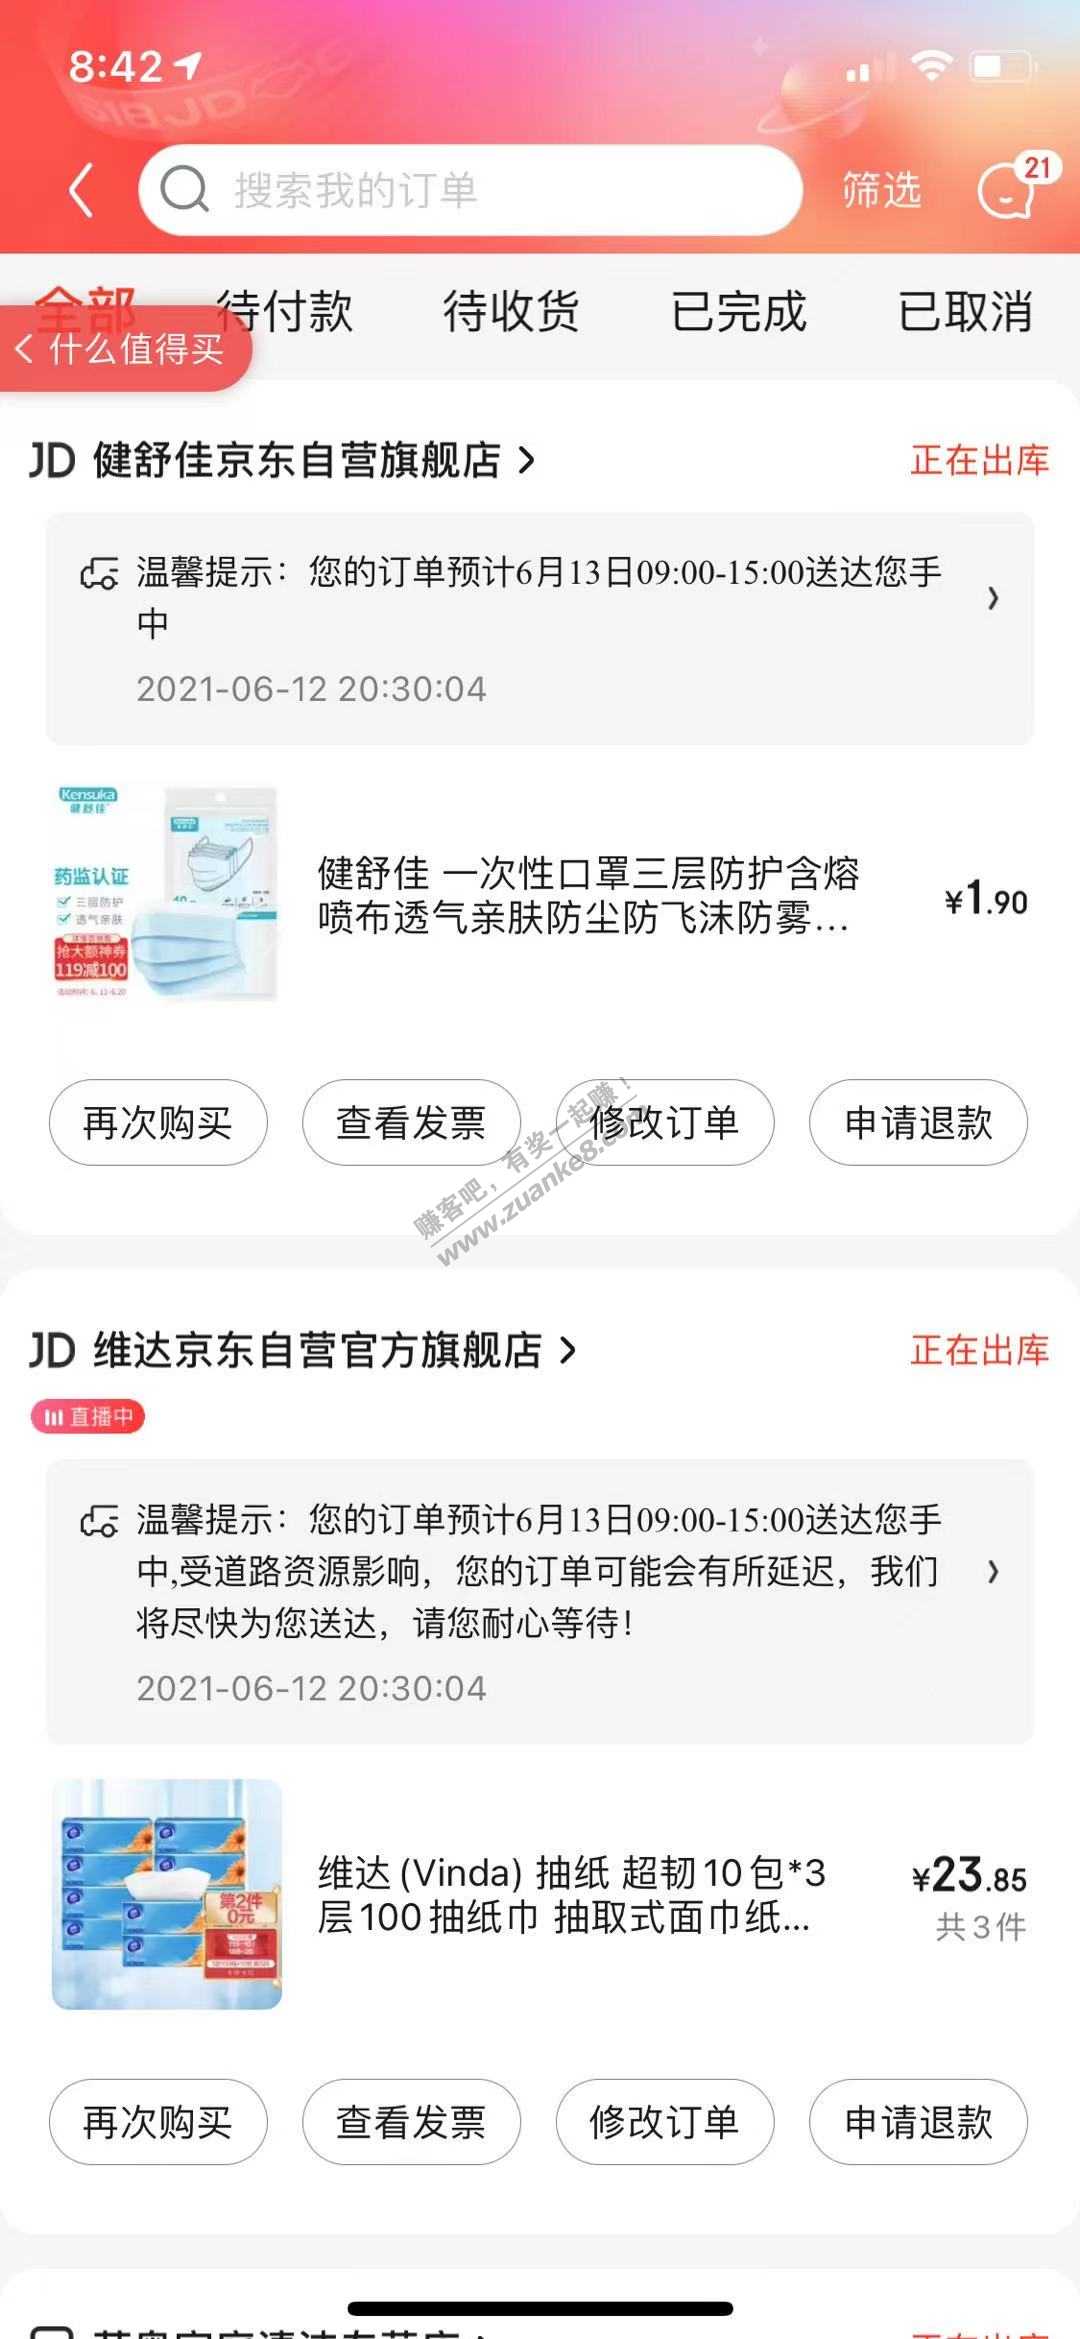 8:42
618.JD
搜索我的订单
筛选
21
全部
待付款
待收货
已完成
已取消
什么值得买
JD 健舒佳京东自营旗舰店
正在出库
温馨提示：您的订单预计6月13日09:00-15:00送达您手
中
2021-06-12 20:30:04
Kensuka
健舒佳
药监认证
三层防护
透气亲肤
抢大额神券
119减100
健舒佳 一次性口罩三层防护含熔
喷布透气亲肤防尘防飞沫防雾...
¥1.90
再次购买
查看发票
修改订单
申请退款
赚客吧，有奖一起赚！
www.zuanke8.com
JD 维达京东自营官方旗舰店
正在出库
直播中
温馨提示：您的订单预计6月13日09:00-15:00送达您手
中,受道路资源影响，您的订单可能会有所延迟，我们
将尽快为您送达，请您耐心等待！
2021-06-12 20:30:04
第2件
0元
维达 (Vinda) 抽纸 超韧10包*3
层100抽纸巾 抽取式面巾纸...
¥23.85
共3件
再次购买
查看发票
修改订单
申请退款